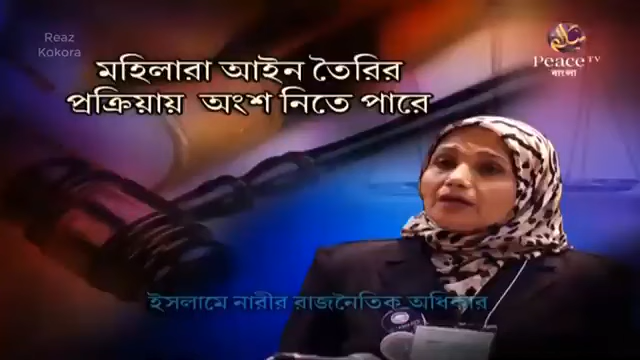 Reaz
Kokora
Peace TV
বাংলা
মহিলারা আইন তৈরির
প্রক্রিয়ায় অংশ নিতে পারে
ইসলামে নারীর রাজনৈতিক অধিকার